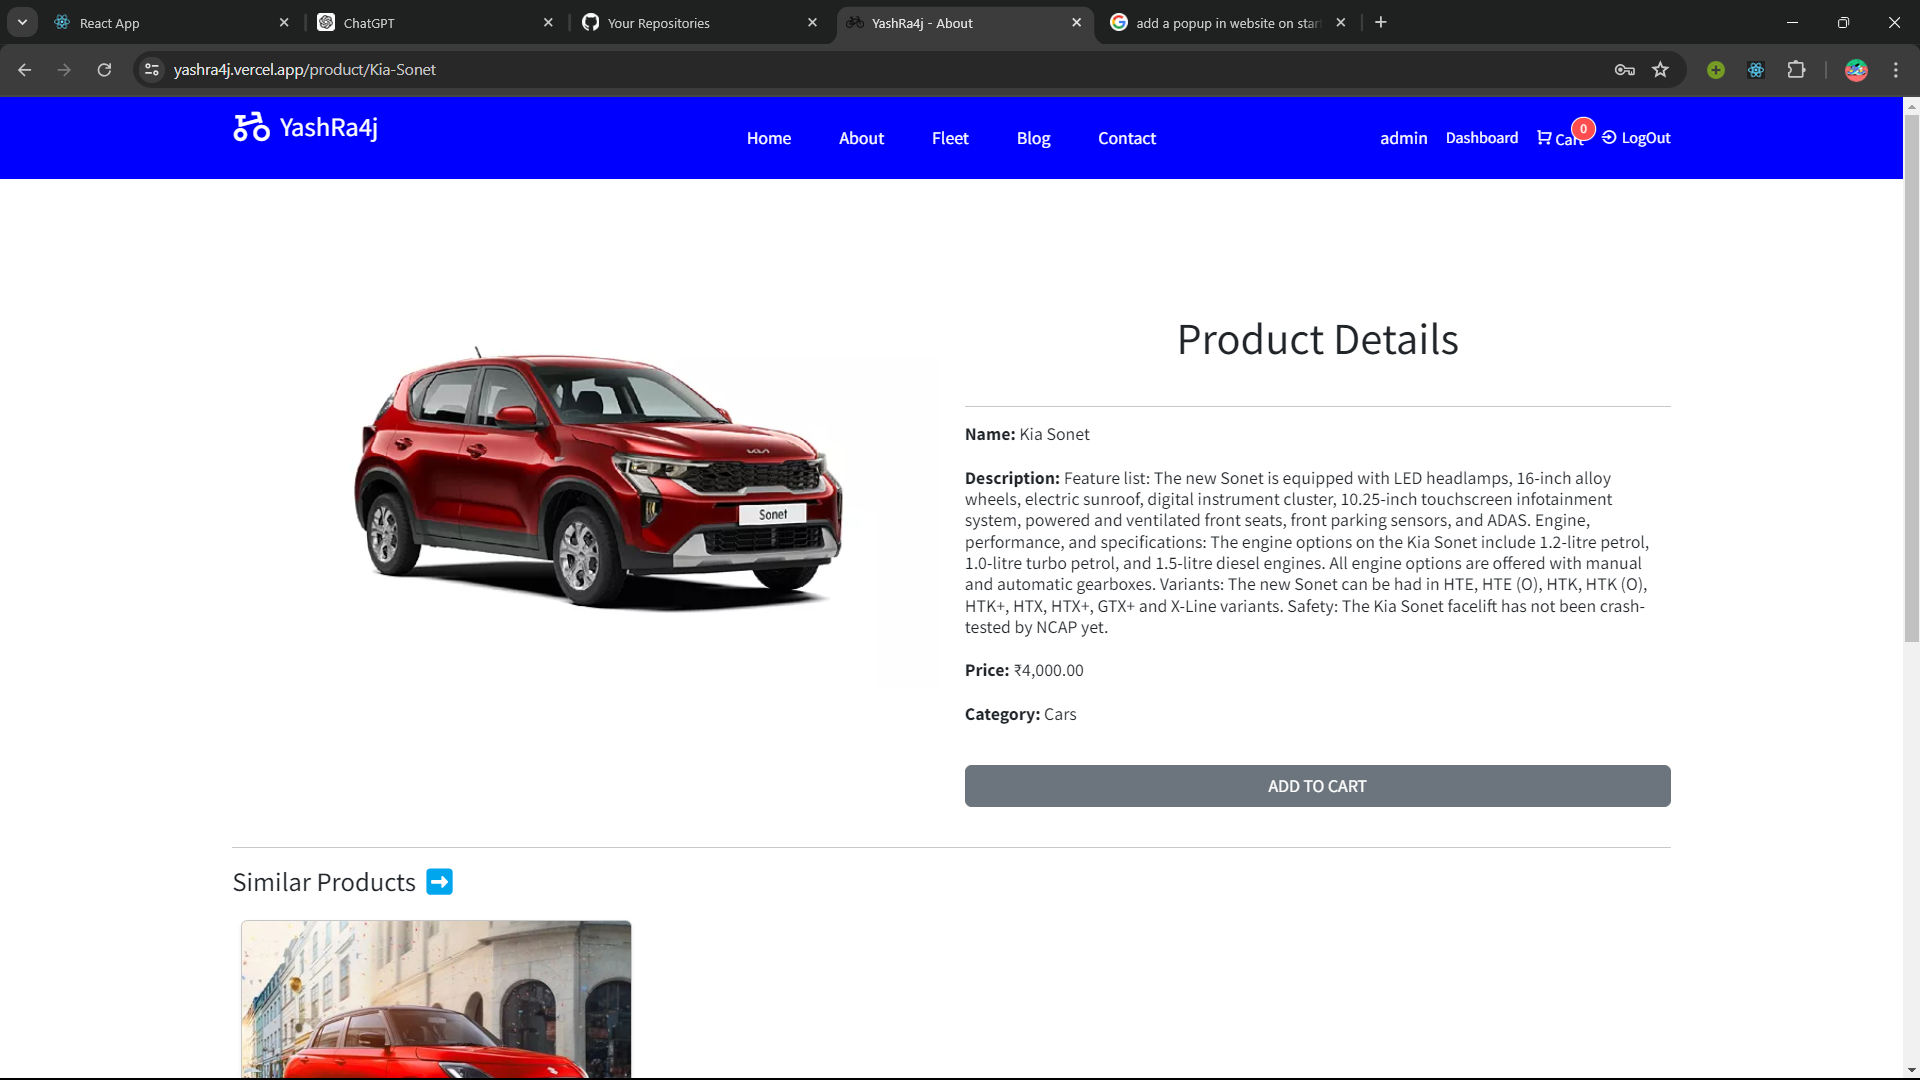 React App
ChatGPT
Your Repositories
YashRa4j - About
add a popup in website on star
yashra4j.vercel.app/product/Kia-Sonet
YashRa4j
Home About Fleet Blog Contact
admin Dashboard Cart 0 LogOut
Product Details
Name: Kia Sonet
Description: Feature list: The new Sonet is equipped with LED headlamps, 16-inch alloy
wheels, electric sunroof, digital instrument cluster, 10.25-inch touchscreen infotainment
system, powered and ventilated front seats, front parking sensors, and ADAS. Engine,
performance, and specifications: The engine options on the Kia Sonet include 1.2-litre petrol,
1.0-litre turbo petrol, and 1.5-litre diesel engines. All engine options are offered with manual
and automatic gearboxes. Variants: The new Sonet can be had in HTE, HTE (O), HTK, HTK (O),
HTK+, HTX, HTX+, GTX+ and X-Line variants. Safety: The Kia Sonet facelift has not been crash-
tested by NCAP yet.
Price: ₹4,000.00
Category: Cars
ADD TO CART
KIA
Sonet
Similar Products